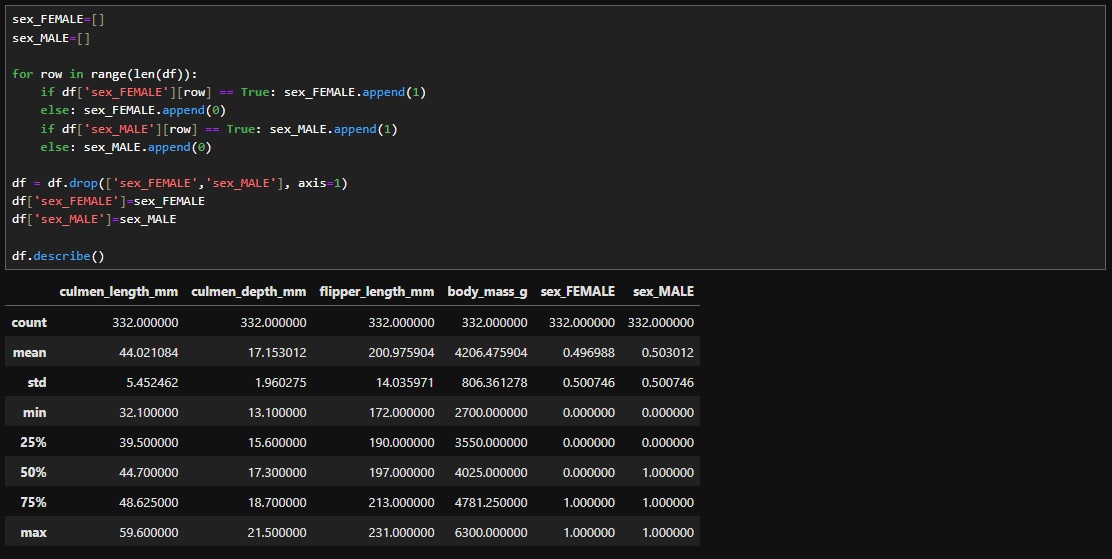 sex_FEMALE=[]
sex_MALE=[]
for row in range(len(df)):
    if df['sex_FEMALE'][row] == True: sex_FEMALE.append(1)
    else: sex_FEMALE.append(0)
    if df['sex_MALE'][row] == True: sex_MALE.append(1)
    else: sex_MALE.append(0)
df = df.drop(['sex_FEMALE','sex_MALE'], axis=1)
df['sex_FEMALE']=sex_FEMALE
df['sex_MALE']=sex_MALE
df.describe()
culmen_length_mm culmen_depth_mm flipper_length_mm body_mass_g sex_FEMALE sex_MALE
count 332.000000 332.000000 332.000000 332.000000 332.000000 332.000000
mean 44.021084 17.153012 200.975904 4206.475904 0.496988 0.503012
std 5.452462 1.960275 14.035971 806.361278 0.500746 0.500746
min 32.100000 13.100000 172.000000 2700.000000 0.000000 0.000000
25% 39.500000 15.600000 190.000000 3550.000000 0.000000 0.000000
50% 44.700000 17.300000 197.000000 4025.000000 0.000000 1.000000
75% 48.625000 18.700000 213.000000 4781.250000 1.000000 1.000000
max 59.600000 21.500000 231.000000 6300.000000 1.000000 1.000000